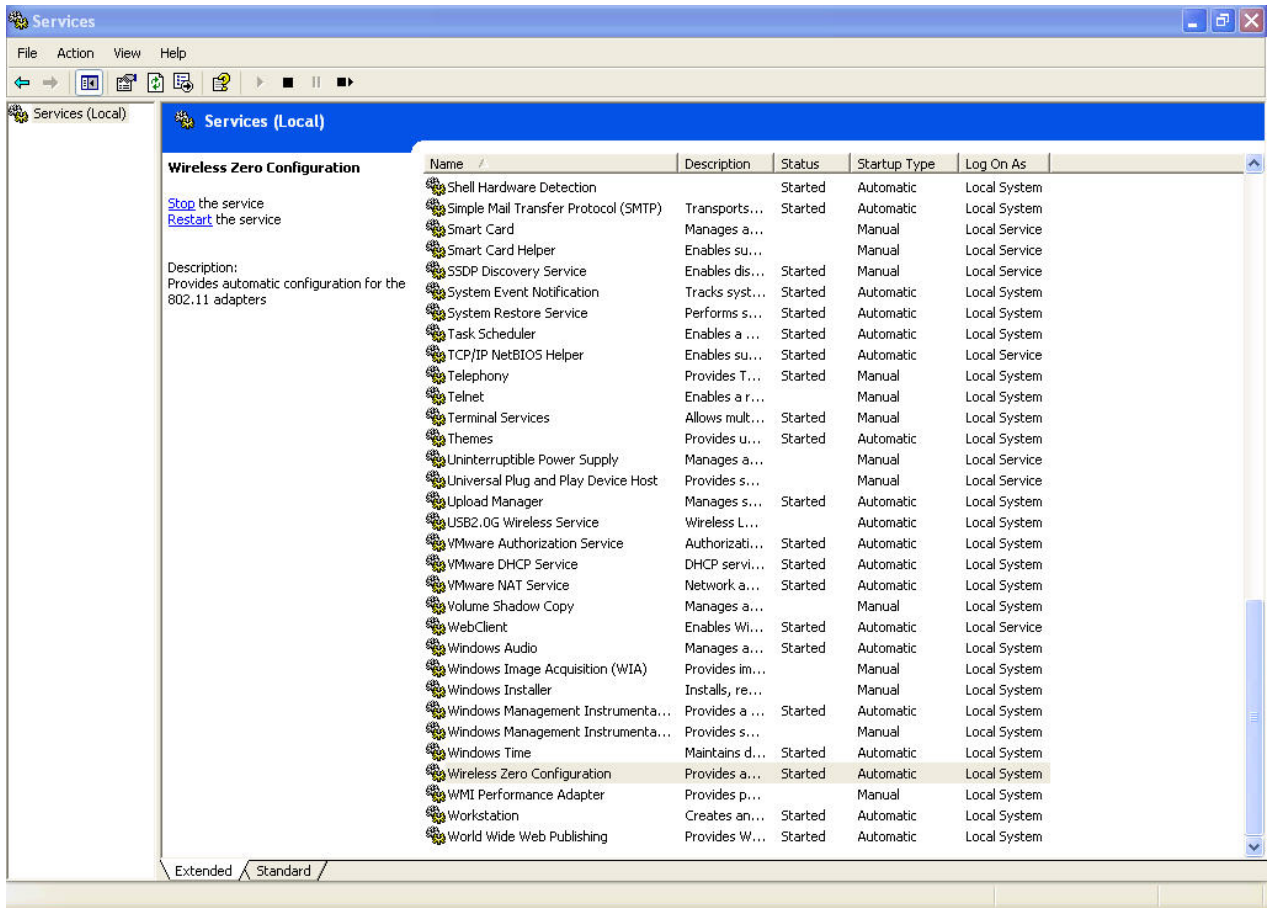 Services
File Action View Help
Services (Local)
Services (Local)
Wireless Zero Configuration
Stop the service
Restart the service
Description:
Provides automatic configuration for the
802.11 adapters
Name Description Status Startup Type Log On As
Shell Hardware Detection Started Automatic Local System
Simple Mail Transfer Protocol (SMTP) Transports... Started Automatic Local System
Smart Card Manages a... Manual Local Service
Smart Card Helper Enables su... Manual Local Service
SSDP Discovery Service Enables dis... Started Manual Local Service
System Event Notification Tracks syst... Started Automatic Local System
System Restore Service Performs s... Started Automatic Local System
Task Scheduler Enables a ... Started Automatic Local System
TCP/IP NetBIOS Helper Enables su... Started Automatic Local Service
Telephony Provides T... Started Manual Local System
Telnet Enables a r... Manual Local System
Terminal Services Allows mult... Started Manual Local System
Themes Provides u... Started Automatic Local System
Uninterruptible Power Supply Manages a... Manual Local Service
Universal Plug and Play Device Host Provides s... Manual Local Service
Upload Manager Manages s... Started Automatic Local System
USB2.0G Wireless Service Wireless L... Automatic Local System
VMware Authorization Service Authorizati... Started Automatic Local System
VMware DHCP Service DHCP servi... Started Automatic Local System
VMware NAT Service Network a... Started Automatic Local System
Volume Shadow Copy Manages a... Manual Local System
WebClient Enables Wi... Started Automatic Local Service
Windows Audio Manages a... Started Automatic Local System
Windows Image Acquisition (WIA) Provides im... Manual Local System
Windows Installer Installs, re... Manual Local System
Windows Management Instrumenta... Provides a ... Started Automatic Local System
Windows Management Instrumenta... Provides s... Manual Local System
Windows Time Maintains d... Started Automatic Local System
Wireless Zero Configuration Provides a... Started Automatic Local System
WMI Performance Adapter Provides p... Manual Local System
Workstation Creates an... Started Automatic Local System
World Wide Web Publishing Provides W... Started Automatic Local System
Extended Standard